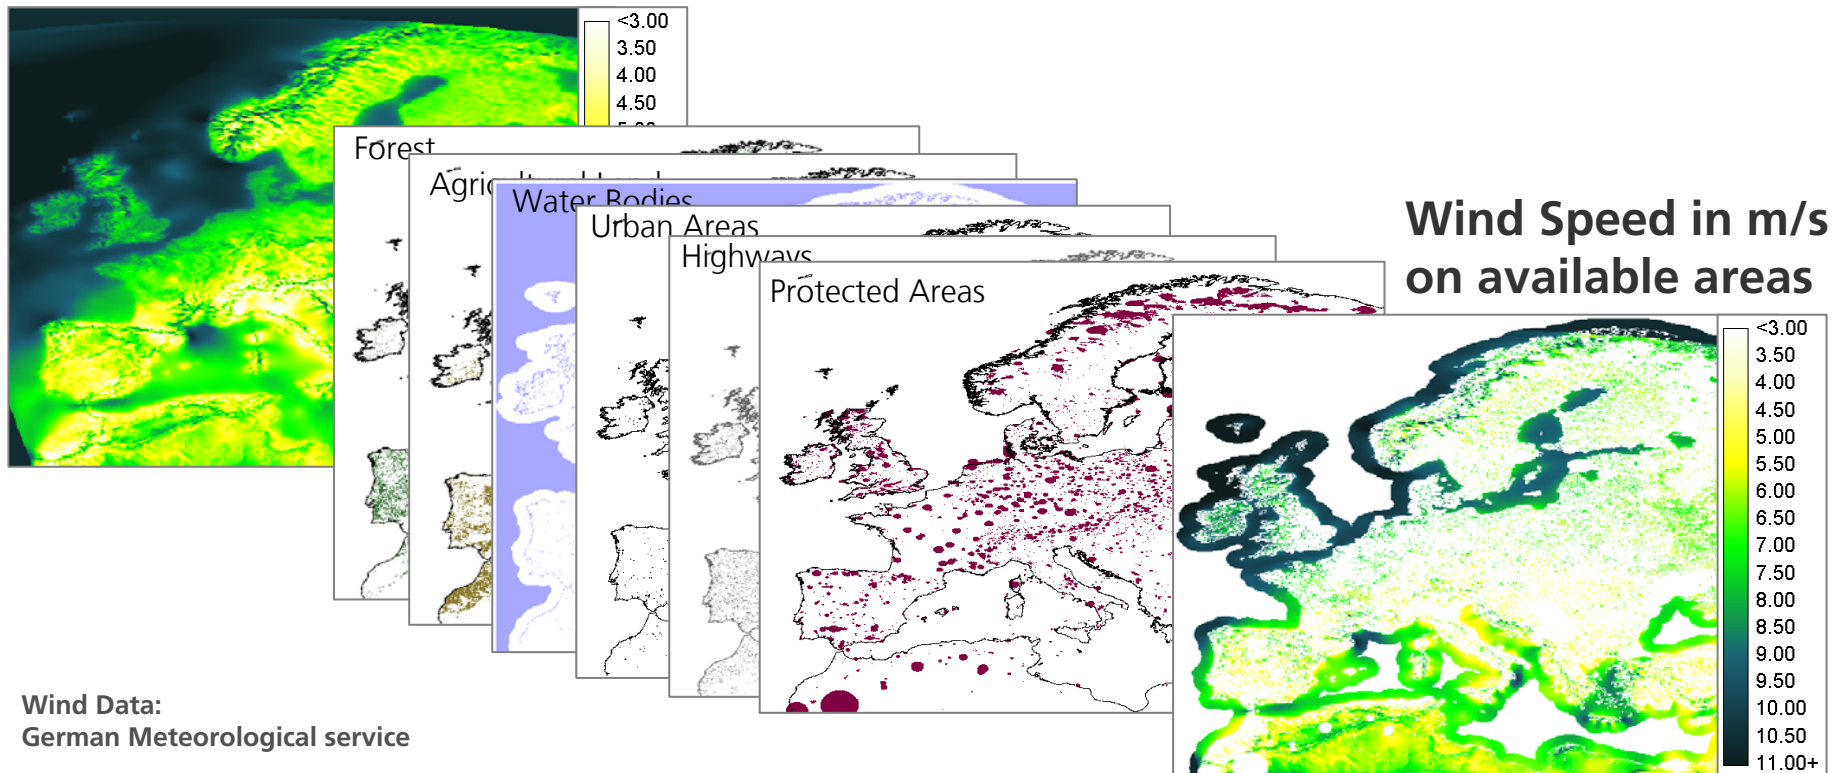 <3.00
3.50
4.00
4.50
Forest
Water Bodies
Urban Areas
Highways
Protected Areas
Wind Speed in m/s
on available areas
<3.00
3.50
4.00
4.50
5.00
5.50
6.00
6.50
7.00
7.50
8.00
8.50
9.00
9.50
10.00
10.50
11.00+
Wind Data:
German Meteorological service